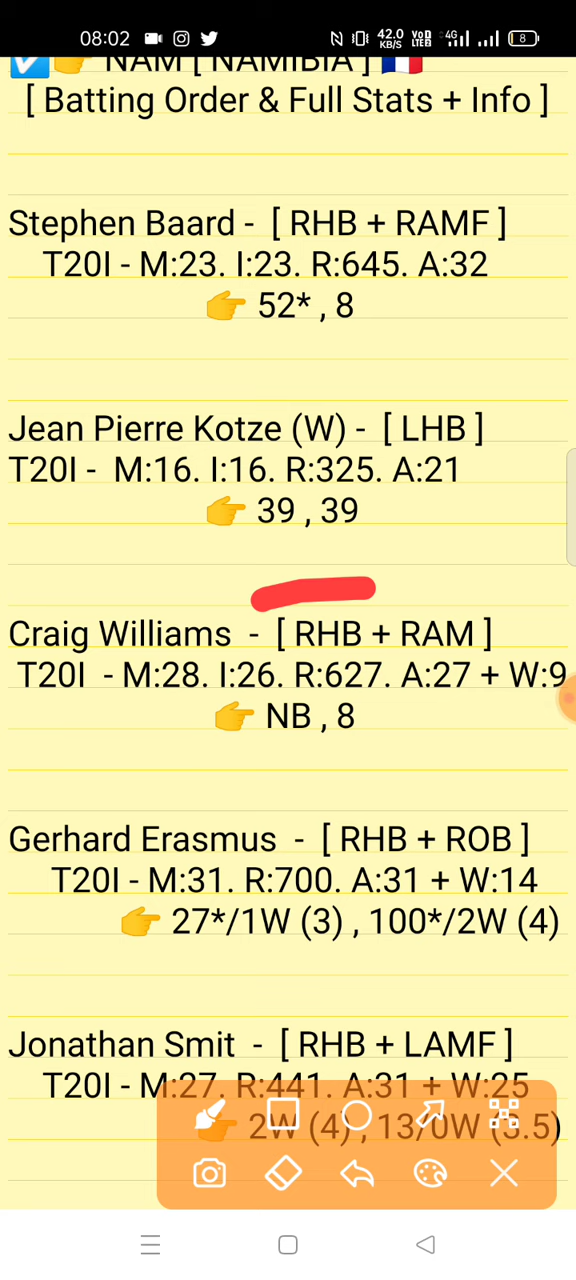 08:02 42.0 KB/S VoD LTE2 4G 8
NAM [ NAMIBIA ]
[ Batting Order & Full Stats + Info ]
Stephen Baard - [ RHB + RAMF ]
T20I - M:23. I:23. R:645. A:32
👉 52* , 8
Jean Pierre Kotze (W) - [ LHB ]
T20I - M:16. I:16. R:325. A:21
👉 39 , 39
Craig Williams - [ RHB + RAM ]
T20I - M:28. I:26. R:627. A:27 + W:9
👉 NB , 8
Gerhard Erasmus - [ RHB + ROB ]
T20I - M:31. R:700. A:31 + W:14
👉 27*/1W (3) , 100*/2W (4)
Jonathan Smit - [ RHB + LAMF ]
T20I - M:27. R:441. A:31 + W:25
👉 2W (4) , 13/0W (3.5)